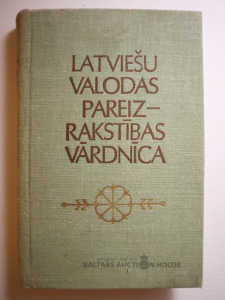 LATVIEŠU
VALODAS
PAREIZ–
RAKSTĪBAS
VĀRDNĪCA
BALTARS AUCTION HOUSE